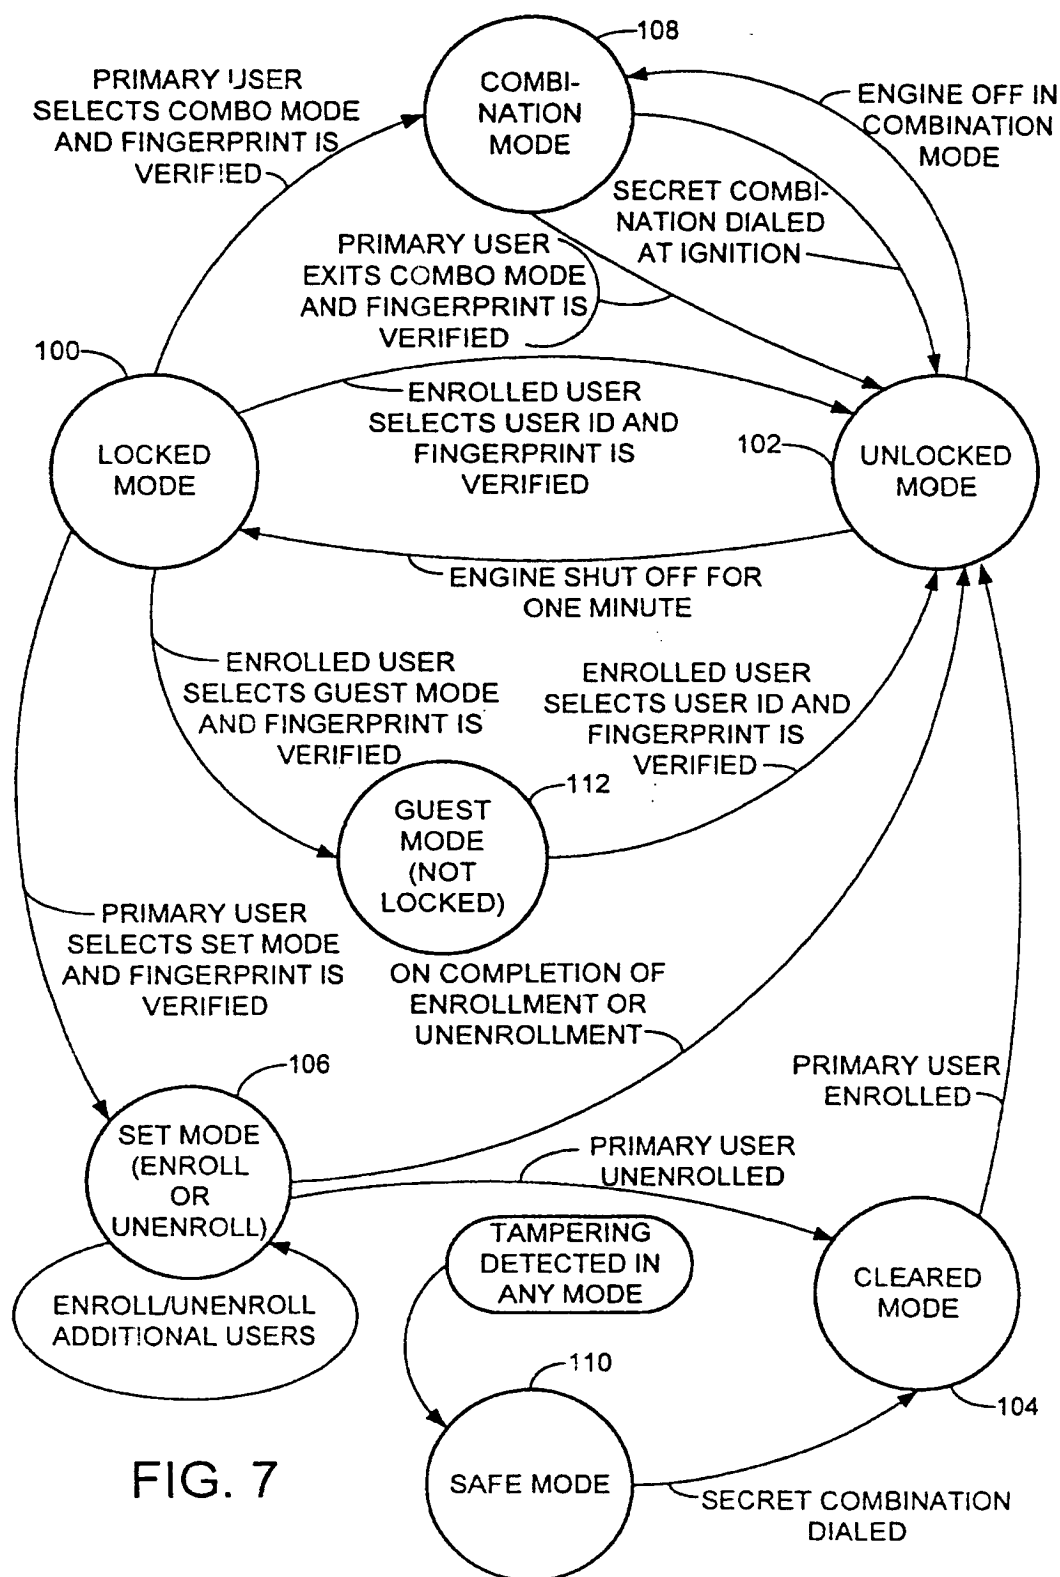 108
PRIMARY USER
SELECTS COMBO MODE
AND FINGERPRINT IS
VERIFIED
COMBI-
NATION
MODE
ENGINE OFF IN
COMBINATION
MODE
SECRET COMBI-
NATION DIALED
AT IGNITION
PRIMARY USER
EXITS COMBO MODE
AND FINGERPRINT IS
VERIFIED
100
LOCKED
MODE
ENROLLED USER
SELECTS USER ID AND
FINGERPRINT IS
VERIFIED
102
UNLOCKED
MODE
ENGINE SHUT OFF FOR
ONE MINUTE
ENROLLED USER
SELECTS GUEST MODE
AND FINGERPRINT IS
VERIFIED
ENROLLED USER
SELECTS USER ID AND
FINGERPRINT IS
VERIFIED
112
GUEST
MODE
(NOT
LOCKED)
PRIMARY USER
SELECTS SET MODE
AND FINGERPRINT IS
VERIFIED
ON COMPLETION OF
ENROLLMENT OR
UNENROLLMENT
106
SET MODE
(ENROLL
OR
UNENROLL)
PRIMARY USER
UNENROLLED
PRIMARY USER
ENROLLED
TAMPERING
DETECTED IN
ANY MODE
CLEARED
MODE
104
ENROLL/UNENROLL
ADDITIONAL USERS
110
SAFE MODE
SECRET COMBINATION
DIALED
FIG. 7